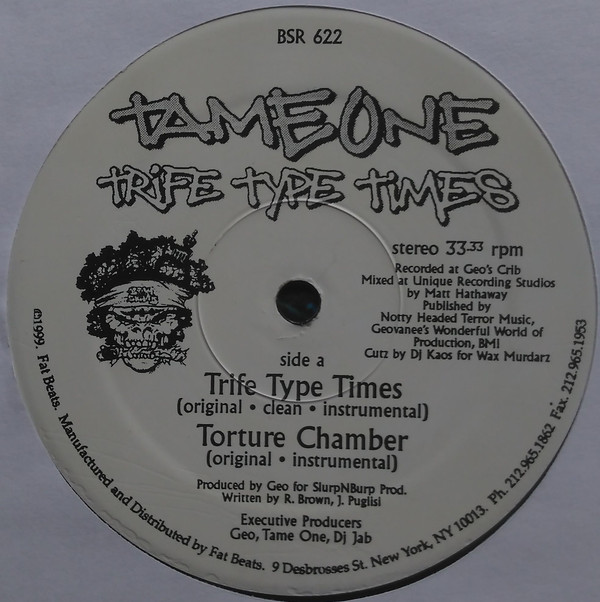 BSR 622
TAME ONE
TRIFE TYPE TIMES
stereo 33.33 rpm
Recorded at Geo's Crib
Mixed at Unique Recording Studios
by Matt Hathaway
Published by
Notty Headed Terror Music,
Geovanee's Wonderful World of
Production, BMI
Cutz by Dj Kaos for Wax Murdarz
side a
Trife Type Times
(original • clean • instrumental)
Torture Chamber
(original • instrumental)
Produced by Geo for SlurpNBurp Prod.
Written by R. Brown, J. Puglisi
Executive Producers
Geo, Tame One, Dj Jab
℗1999. Fat Beats. Manufactured and Distributed by Fat Beats. 9 Desbrosses St. New York, NY 10013. Ph. 212.965.1862 Fax. 212.965.1953